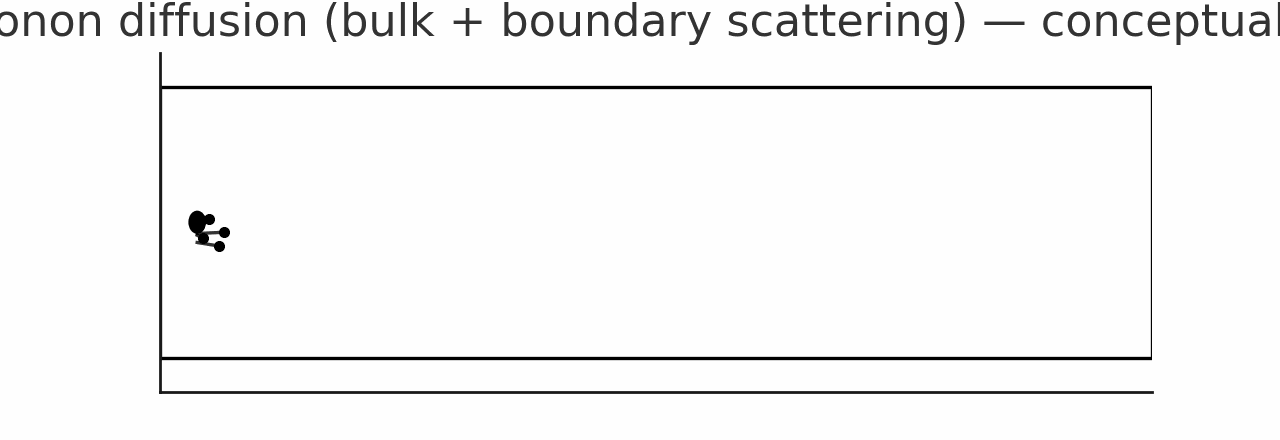 onon diffusion (bulk + boundary scattering) — conceptual